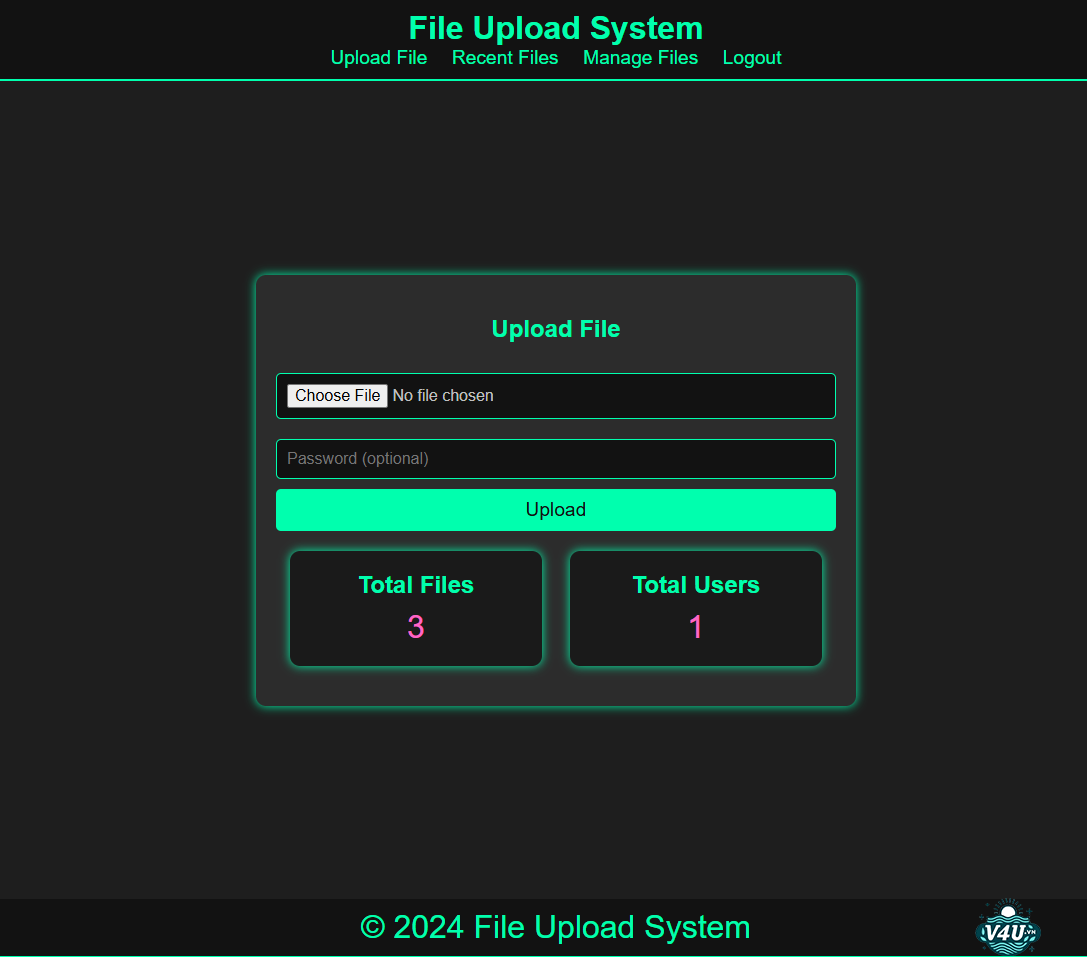 File Upload System
Upload File Recent Files Manage Files Logout
Upload File
Choose File No file chosen
Password (optional)
Upload
Total Files Total Users
3 1
© 2024 File Upload System
V4U.VN